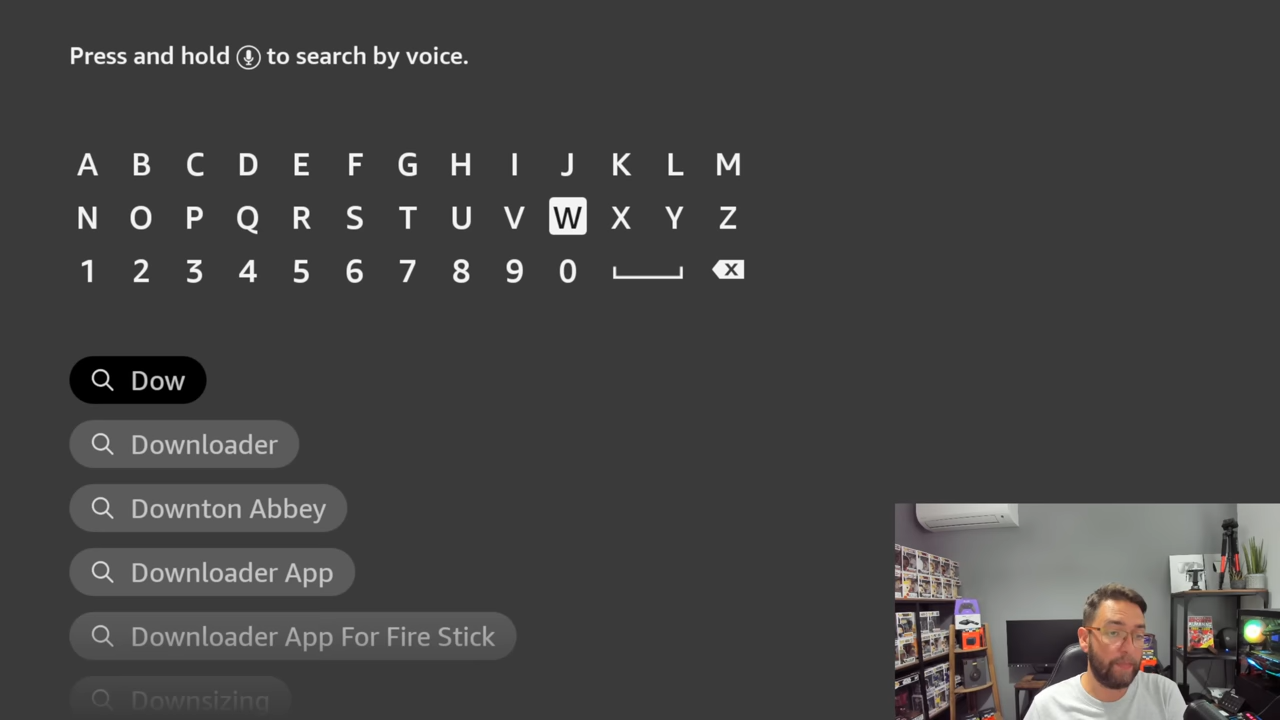 Press and hold to search by voice.
A B C D E F G H I J K L M
N O P Q R S T U V W X Y Z
1 2 3 4 5 6 7 8 9 0
Dow
Downloader
Downton Abbey
Downloader App
Downloader App For Fire Stick
Downsizing